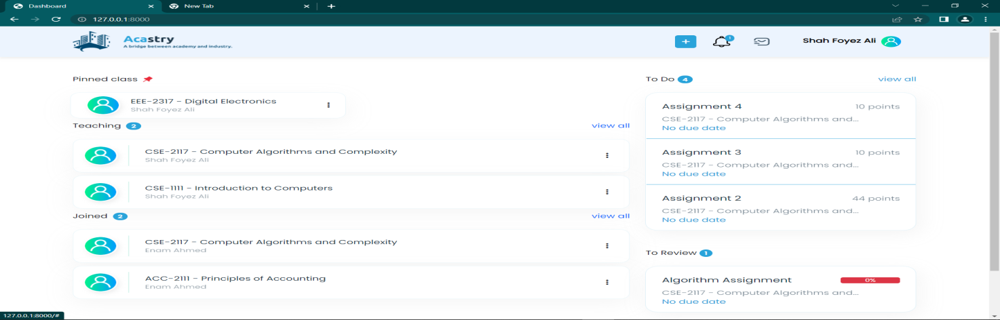 Dashboard
New Tab
127.0.0.1:8000
Acastry
A bridge between academy and industry.
+
1
Shah Foyez Ali
Pinned class
EEE-2317 - Digital Electronics
Shah Foyez Ali
Teaching 2
view all
CSE-2117 - Computer Algorithms and Complexity
Shah Foyez Ali
CSE-1111 - Introduction to Computers
Shah Foyez Ali
Joined 2
view all
CSE-2117 - Computer Algorithms and Complexity
Enam Ahmed
ACC-2111 - Principles of Accounting
Enam Ahmed
To Do 4
view all
Assignment 4
10 points
CSE-2117 - Computer Algorithms and...
No due date
Assignment 3
10 points
CSE-2117 - Computer Algorithms and...
No due date
Assignment 2
44 points
CSE-2117 - Computer Algorithms and...
No due date
To Review 1
Algorithm Assignment
0%
CSE-2117 - Computer Algorithms and...
No due date
127.0.0.1:8000/#